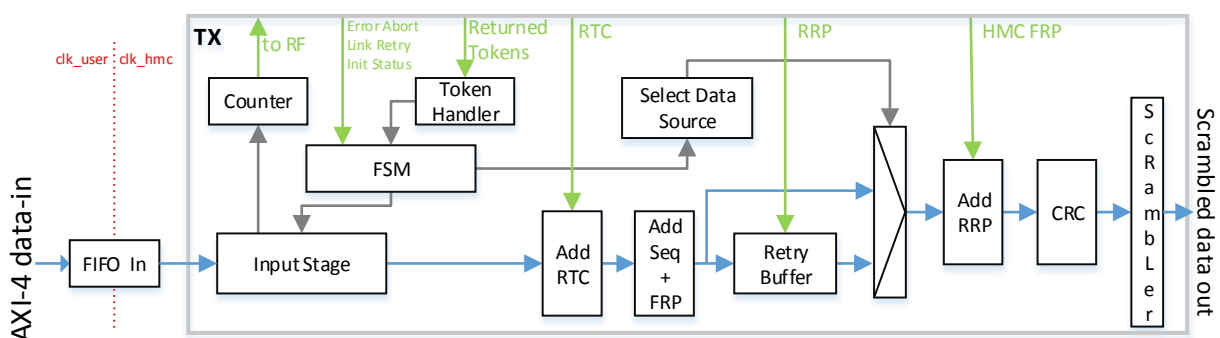 TX
to RF
Error Abort
Link Retry
Init Status
Returned
Tokens
RTC
RRP
HMC FRP
clk_user
clk_hmc
Counter
Token
Handler
Select Data
Source
FSM
AXI-4 data-in
FIFO In
Input Stage
Add
RTC
Add
Seq
+
FRP
Retry
Buffer
Add
RRP
CRC
ScRambLer
Scrambled data out